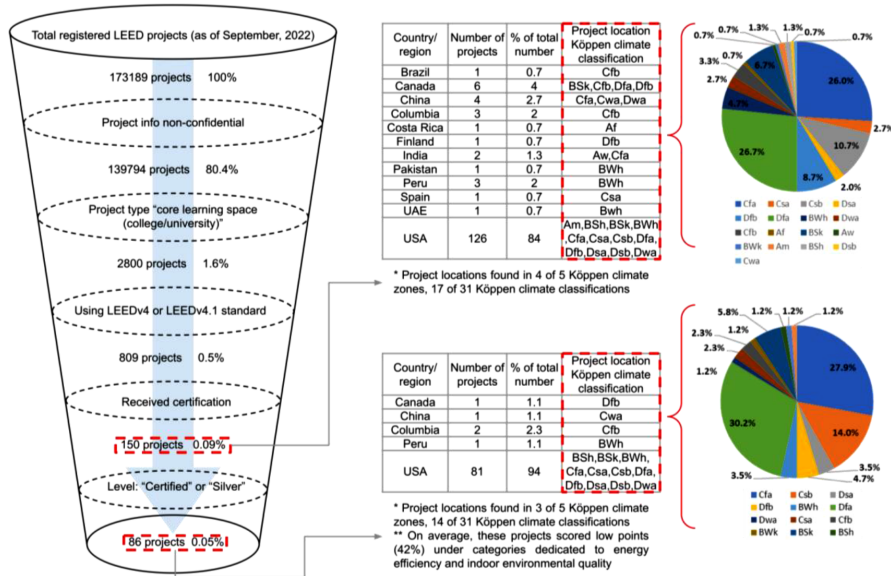 Total registered LEED projects (as of September, 2022)
173189 projects 100%
Project info non-confidential
139794 projects 80.4%
Project type “core learning space
(college/university)”
2800 projects 1.6%
Using LEEDv4 or LEEDv4.1 standard
809 projects 0.5%
Received certification
150 projects 0.09%
Level: “Certified” or “Silver”
86 projects 0.05%
Country/ region Number of projects % of total number Project location Köppen climate classification
Brazil 1 0.7 Cfb
Canada 6 4 BSk,Cfb,Dfa,Dfb
China 4 2.7 Cfa,Cwa,Dwa
Columbia 3 2 Cfb
Costa Rica 1 0.7 Af
Finland 1 0.7 Dfb
India 2 1.3 Aw,Cfa
Pakistan 1 0.7 BWh
Peru 3 2 BWh
Spain 1 0.7 Csa
UAE 1 0.7 Bwh
USA 126 84 Am,BSh,BSk,BWh
,Cfa,Csa,Csb,Dfa,
Dfb,Dsa,Dsb,Dwa
* Project locations found in 4 of 5 Köppen climate
zones, 17 of 31 Köppen climate classifications
0.7% 1.3% 1.3% 0.7%
0.7% 0.7% 0.7%
0.7%
3.3%
2.7%
6.7%
6.7%
26.0%
2.7%
10.7%
2.0%
8.7%
26.7%
Cfa Csa Csb Dsa
Dfb Dfa BWh Dwa
Cfb Af BSk Aw
BWk Am BSh Dsb
Cwa
Country/ region Number of projects % of total number Project location Köppen climate classification
Canada 1 1.1 Dfb
China 1 1.1 Cwa
Columbia 2 2.3 Cfb
Peru 1 1.1 BWh
USA 81 94 BSh,BSk,BWh,
Cfa,Csa,Csb,Dfa,
Dfb,Dsa,Dsb,Dwa
* Project locations found in 3 of 5 Köppen climate
zones, 14 of 31 Köppen climate classifications
** On average, these projects scored low points
(42%) under categories dedicated to energy
efficiency and indoor environmental quality
5.8% 1.2% 1.2% 1.2%
1.2%
2.3%
2.3%
1.2%
27.9%
14.0%
3.5%
4.7%
3.5%
30.2%
Cfa Csb Dsa
Dfb BWh Dfa
Dwa Csa Cfb
BWk BSk BSh